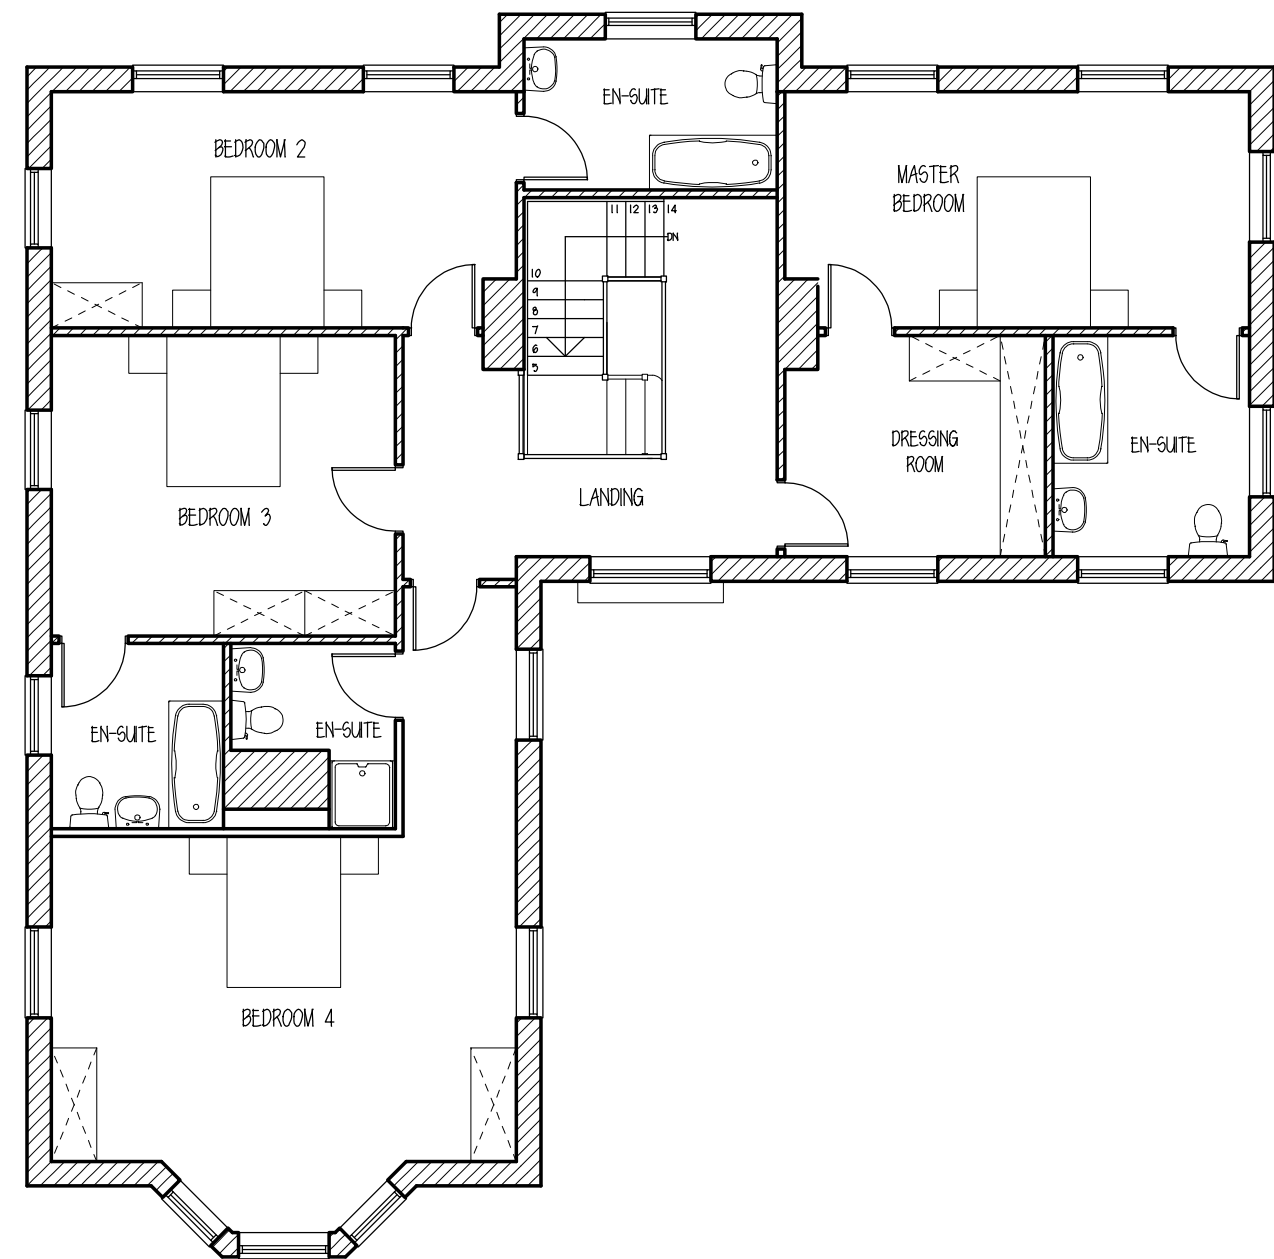 EN-SUITE
BEDROOM 2
MASTER
BEDROOM
11 12 13 14
DN
10
9
8
7
6
5
DRESSING
ROOM
EN-SUITE
LANDING
BEDROOM 3
EN-SUITE
EN-SUITE
BEDROOM 4